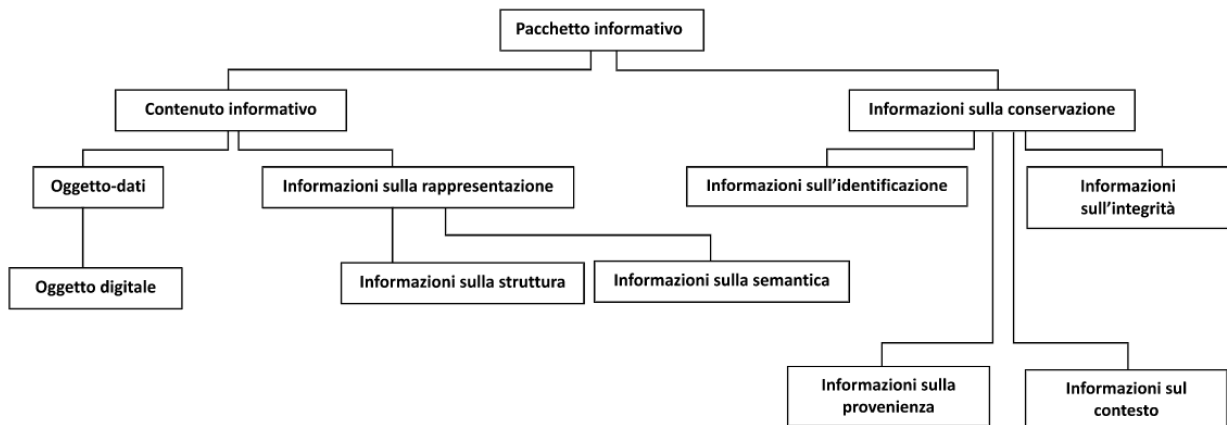 Pacchetto informativo
Contenuto informativo
Informazioni sulla conservazione
Oggetto-dati
Informazioni sulla rappresentazione
Informazioni sull'identificazione
Informazioni
sull'integrità
Oggetto digitale
Informazioni sulla struttura
Informazioni sulla semantica
Informazioni sulla
provenienza
Informazioni sul
contesto